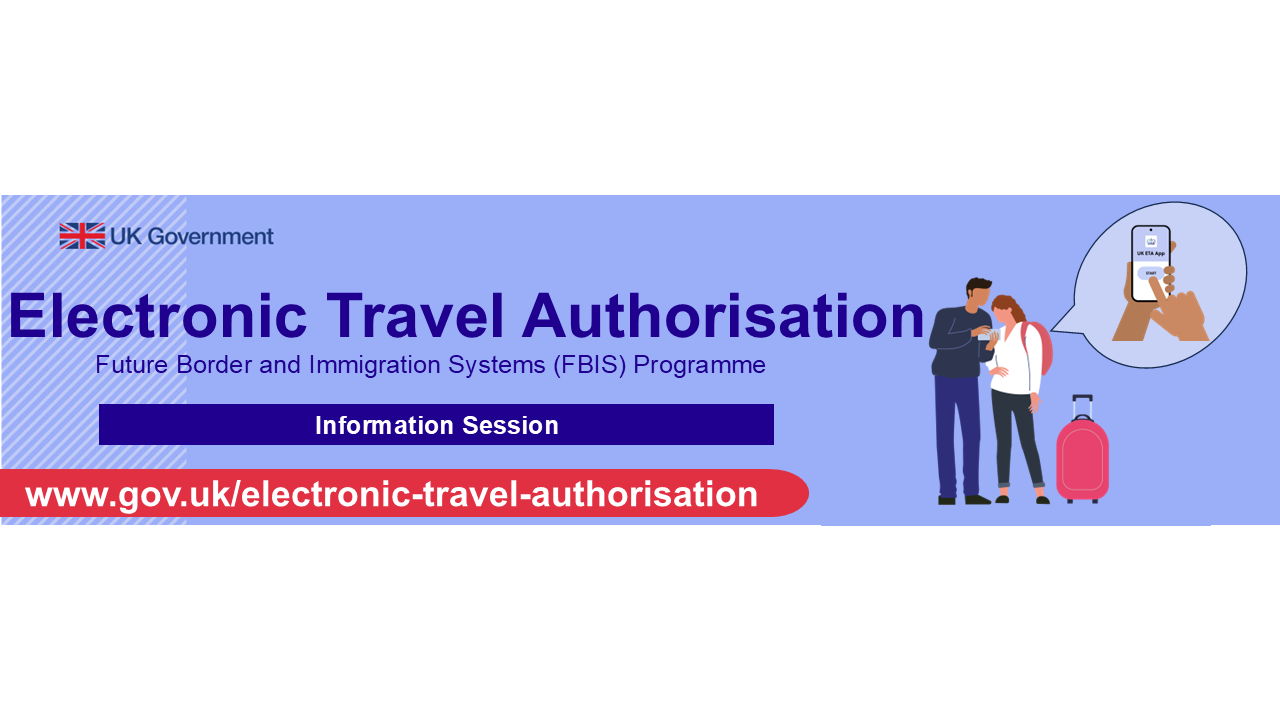 UK Government
Electronic Travel Authorisation
Future Border and Immigration Systems (FBIS) Programme
Information Session
www.gov.uk/electronic-travel-authorisation
UK ETA App
START